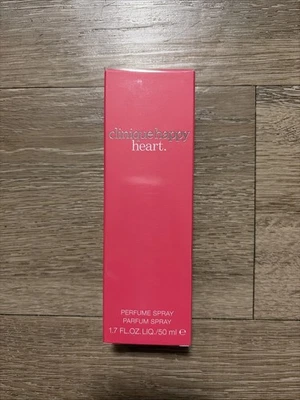 clinique happy
heart.
PERFUME SPRAY
PARFUM SPRAY
1.7 FL.OZ.LIQ./50 ml ℮